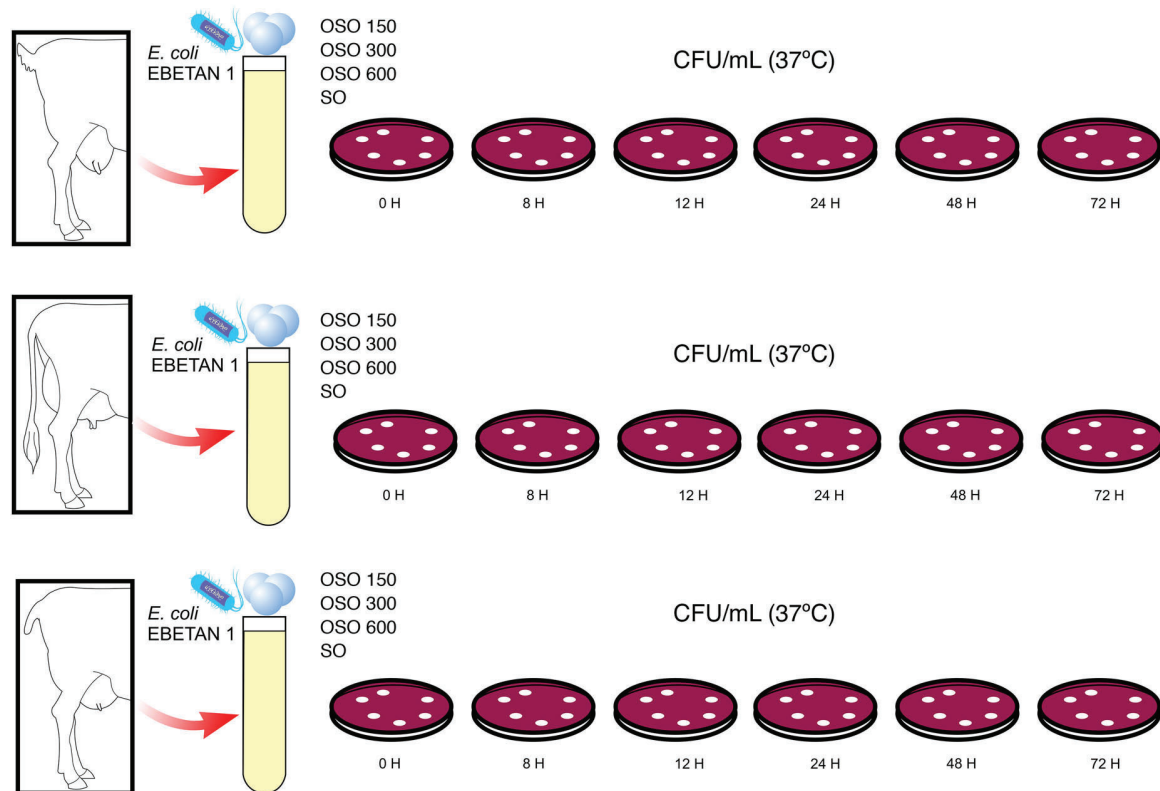 E. coli
EBETAN 1
OSO 150
OSO 300
OSO 600
SO
CFU/mL (37ºC)
0 H
8 H
12 H
24 H
48 H
72 H
E. coli
EBETAN 1
OSO 150
OSO 300
OSO 600
SO
CFU/mL (37ºC)
0 H
8 H
12 H
24 H
48 H
72 H
E. coli
EBETAN 1
OSO 150
OSO 300
OSO 600
SO
CFU/mL (37ºC)
0 H
8 H
12 H
24 H
48 H
72 H